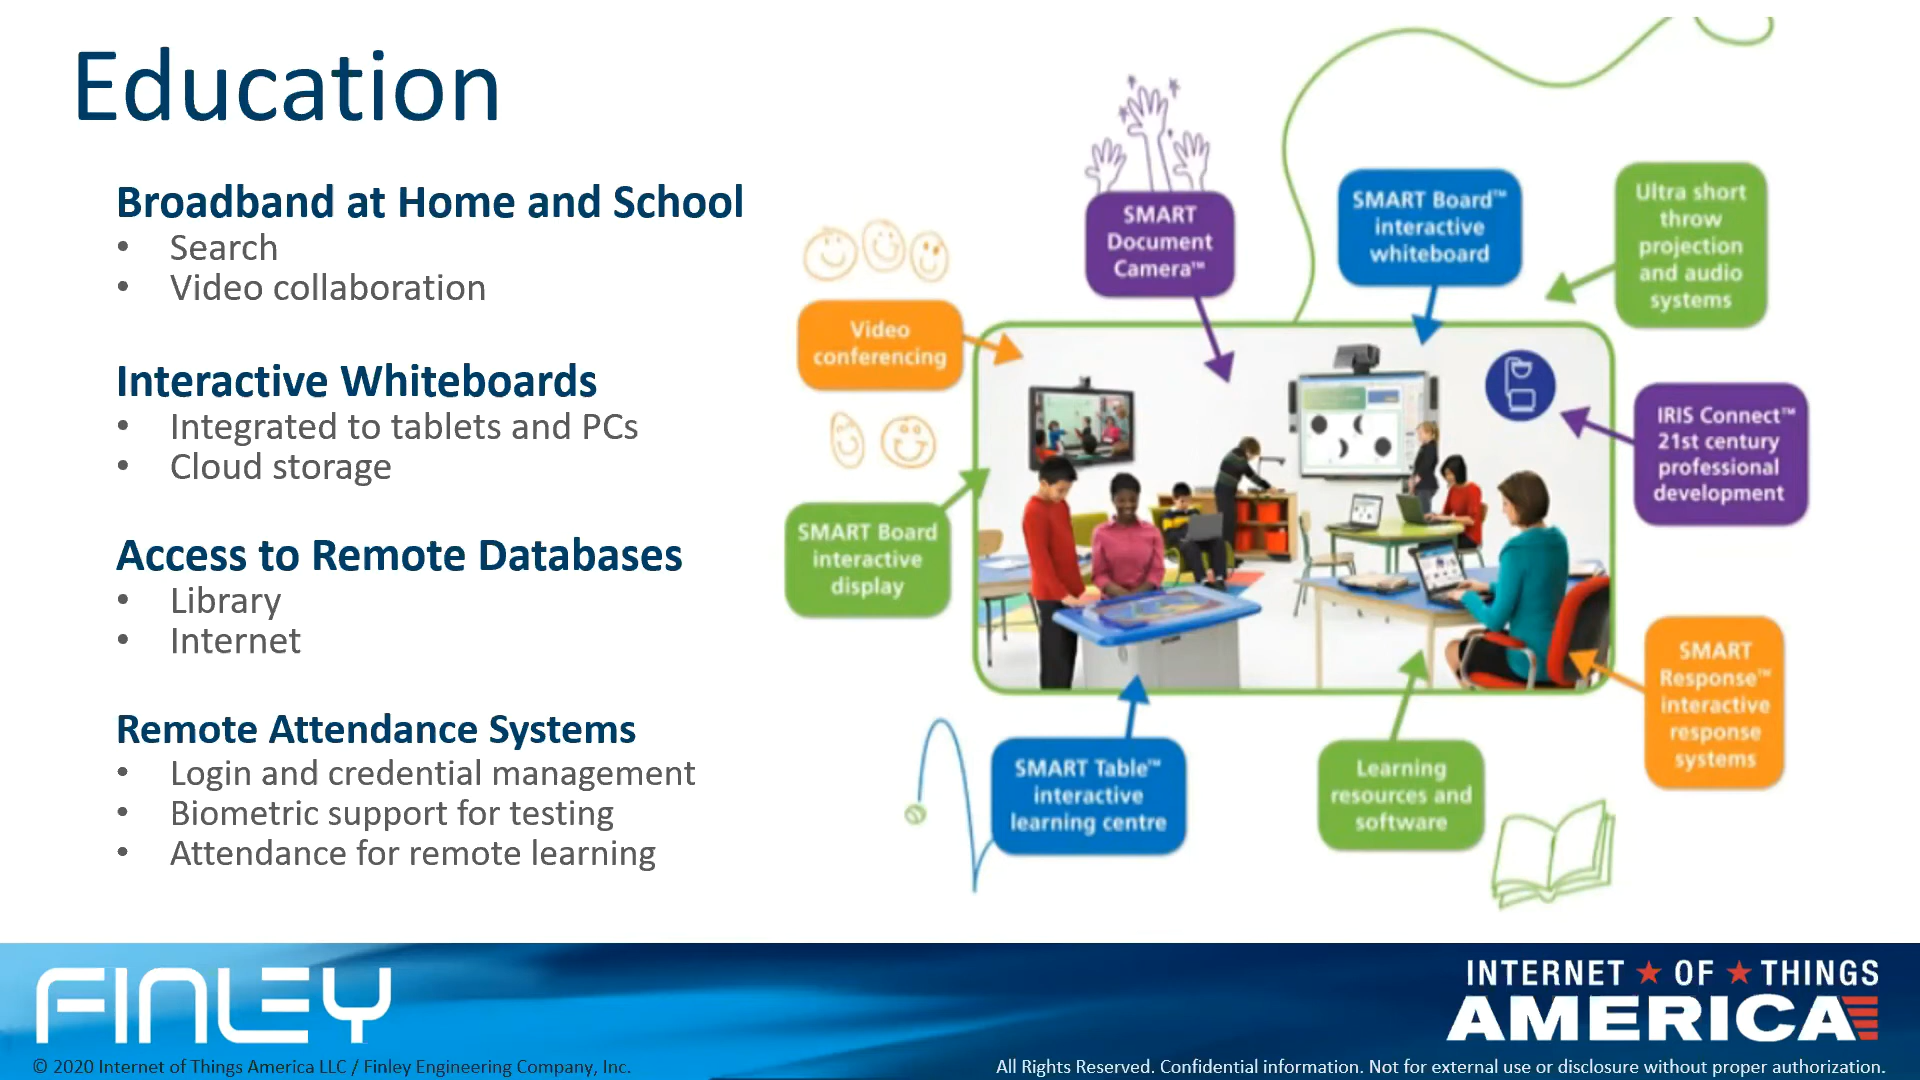 Education
Broadband at Home and School
• Search
• Video collaboration
Interactive Whiteboards
• Integrated to tablets and PCs
• Cloud storage
Access to Remote Databases
• Library
• Internet
Remote Attendance Systems
• Login and credential management
• Biometric support for testing
• Attendance for remote learning
SMART
Document
Camera™
SMART Board™
interactive
whiteboard
Ultra short
throw
projection
and audio
systems
Video
conferencing
IRIS Connect™
21st century
professional
development
SMART Board
interactive
display
SMART
Response™
interactive
response
systems
SMART Table™
interactive
learning centre
Learning
resources and
software
FINLEY
INTERNET ★ OF ★ THINGS
AMERICA
© 2020 Internet of Things America LLC / Finley Engineering Company, Inc.
All Rights Reserved. Confidential information. Not for external use or disclosure without proper authorization.